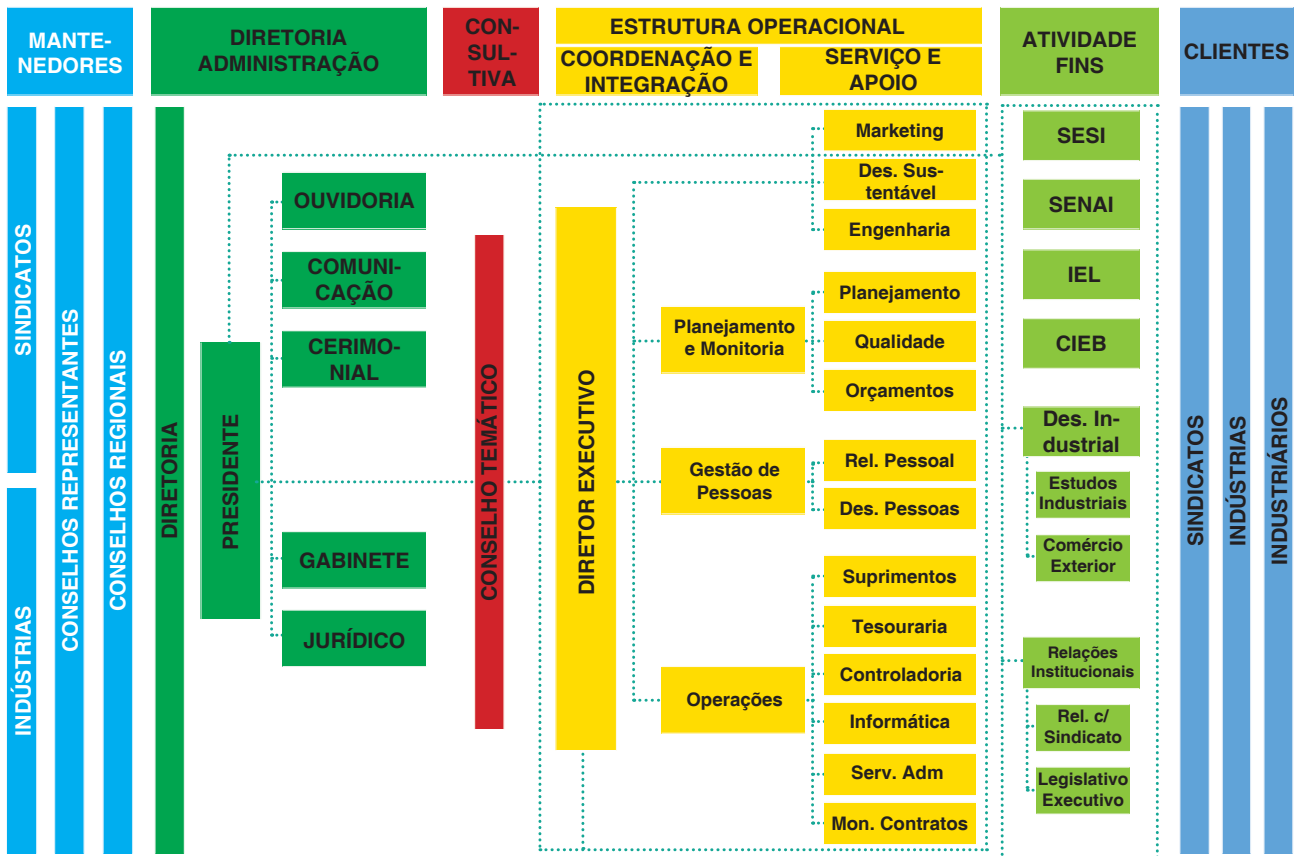 MANTE-
NEDORES
DIRETORIA
ADMINISTRAÇÃO
CON-
SUL-
TIVA
ESTRUTURA OPERACIONAL
COORDENAÇÃO E
INTEGRAÇÃO
SERVIÇO E
APOIO
ATIVIDADE
FINS
CLIENTES
SINDICATOS
INDÚSTRIAS
CONSELHOS REPRESENTANTES
CONSELHOS REGIONAIS
DIRETORIA
PRESIDENTE
OUVIDORIA
COMUNI-
CAÇÃO
CERIMO-
NIAL
GABINETE
JURÍDICO
CONSELHO TEMÁTICO
DIRETOR EXECUTIVO
Planejamento
e Monitoria
Gestão de
Pessoas
Operações
Marketing
Des. Sus-
tentável
Engenharia
Planejamento
Qualidade
Orçamentos
Rel. Pessoal
Des. Pessoas
Suprimentos
Tesouraria
Controladoria
Informática
Serv. Adm
Mon. Contratos
SESI
SENAI
IEL
CIEB
Des. In-
dustrial
Estudos
Industriais
Comércio
Exterior
Relações
Institucionais
Rel. c/
Sindicato
Legislativo
Executivo
SINDICATOS
INDÚSTRIAS
INDUSTRIÁRIOS